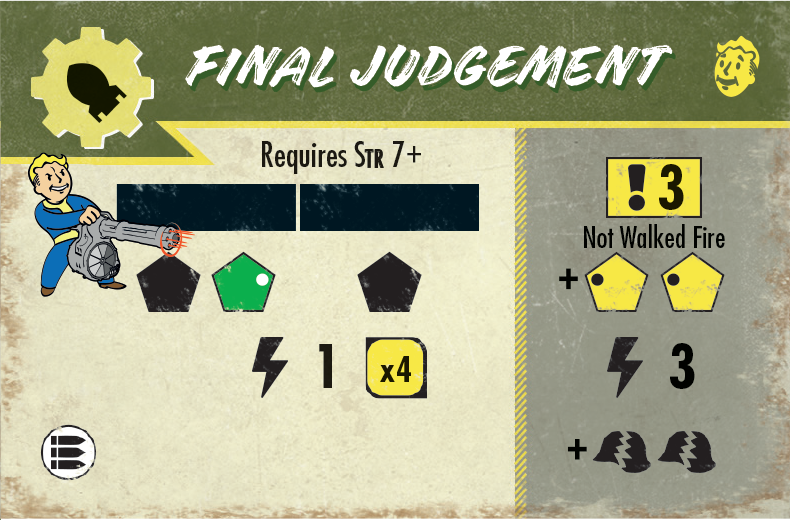 FINAL JUDGEMENT
Requires STR 7+
! 3
Not Walked Fire
+
1 x4
3
+